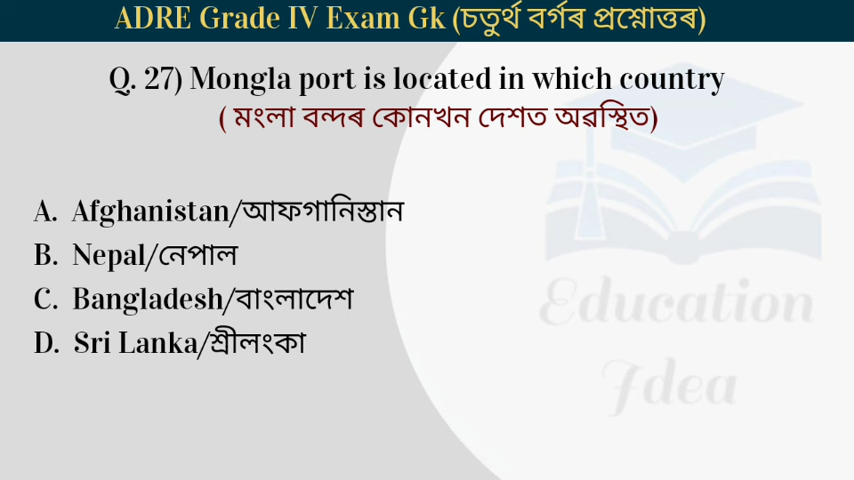 ADRE Grade IV Exam Gk (চতুৰ্থ বৰ্গৰ প্ৰশ্নোত্তৰ)
Q. 27) Mongla port is located in which country
( মংলা বন্দৰ কোনখন দেশত অৱস্থিত)
A. Afghanistan/আফগানিস্তান
B. Nepal/নেপাল
C. Bangladesh/বাংলাদেশ
D. Sri Lanka/শ্ৰীলংকা
Education
Idea